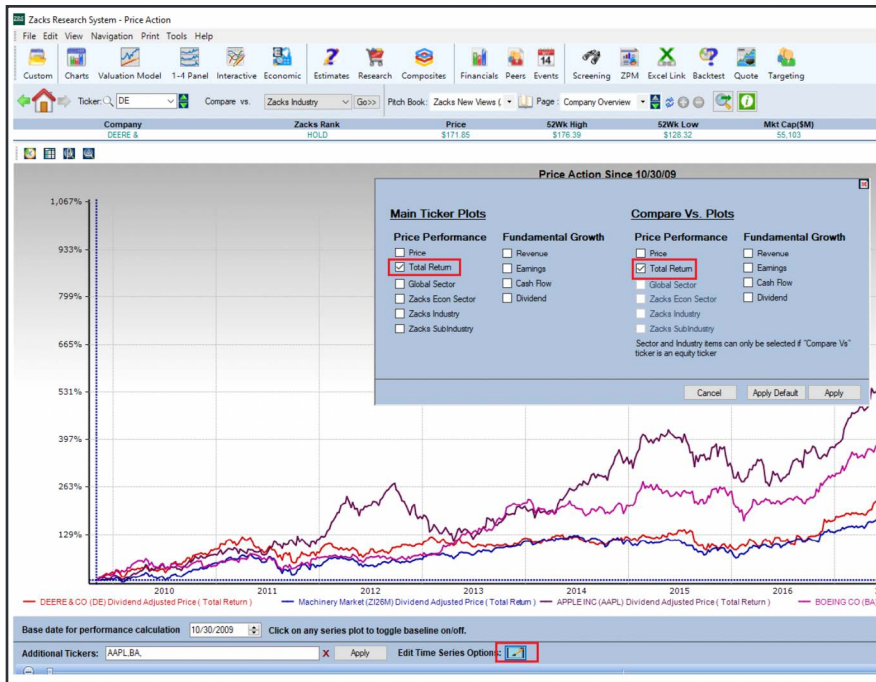 ZRS Zacks Research System - Price Action
File Edit View Navigation Print Tools Help
Custom Charts Valuation Model 1-4 Panel Interactive Economic Estimates Research Composites Financials Peers Events Screening ZPM Excel Link Backtest Quote Targeting
14
Ticker: DE Compare vs. Zacks Industry Go>> Pitch Book: Zacks New Views (, Page : Company Overview
Company Zacks Rank Price 52Wk High 52Wk Low Mkt Cap($M)
DEERE & HOLD $171.85 $176.39 $128.32 55,103
Price Action Since 10/30/09
1,067%
933%
799%
665%
531%
397%
263%
129%
Main Ticker Plots Compare Vs. Plots
Price Performance Fundamental Growth Price Performance Fundamental Growth
Price Revenue Price Revenue
Total Return Earnings Total Return Earnings
Global Sector Cash Flow Global Sector Cash Flow
Zacks Econ Sector Dividend Zacks Econ Sector Dividend
Zacks Industry Zacks Industry
Zacks SubIndustry Zacks SubIndustry
Sector and Industry items can only be selected if "Compare Vs"
ticker is an equity ticker
Cancel Apply Default Apply
2010 2011 2012 2013 2014 2015 2016
DEERE & CO (DE) Dividend Adjusted Price ( Total Return ) Machinery Market (ZI26M) Dividend Adjusted Price ( Total Return ) APPLE INC (AAPL) Dividend Adjusted Price ( Total Return ) BOEING CO (BA)
Base date for performance calculation 10/30/2009 Click on any series plot to toggle baseline on/off.
Additional Tickers: AAPL,BA, X Apply Edit Time Series Options: